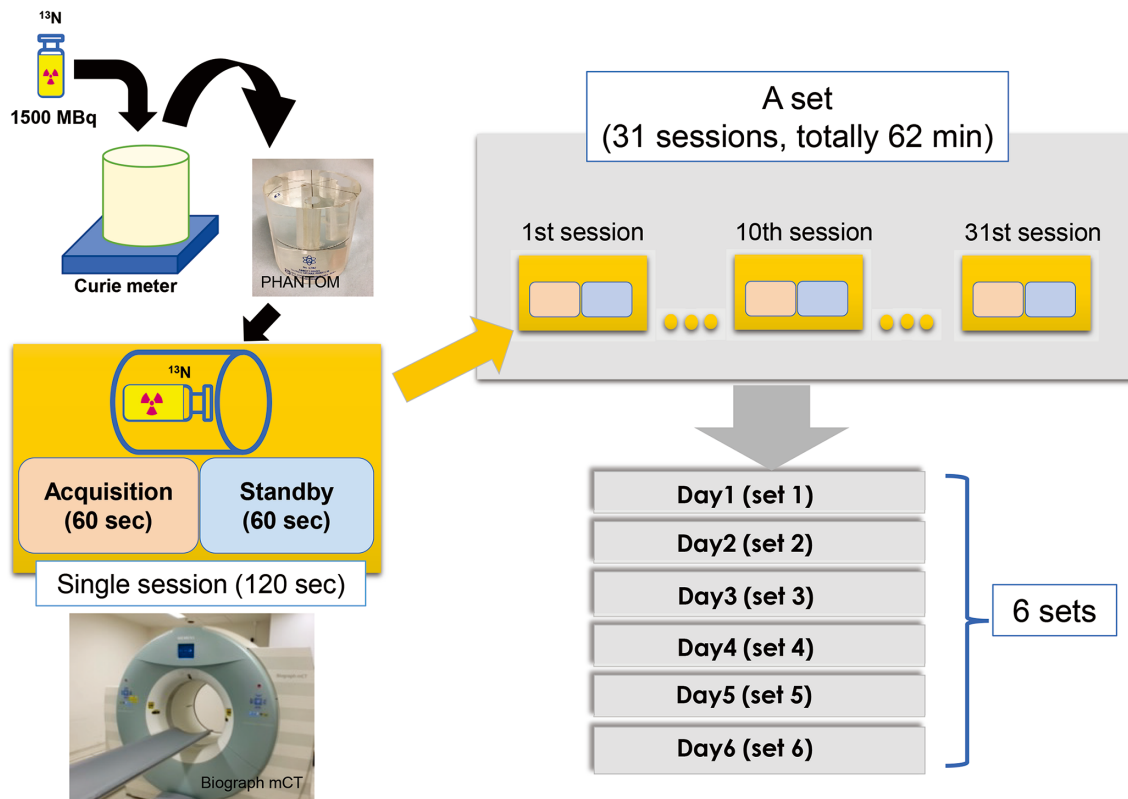 ¹³N
1500 MBq
Curie meter
PHANTOM
¹³N
Acquisition
(60 sec)
Standby
(60 sec)
Single session (120 sec)
Biograph mCT
Biograph mCT
A set
(31 sessions, totally 62 min)
1st session
10th session
31st session
Day1 (set 1)
Day2 (set 2)
Day3 (set 3)
Day4 (set 4)
Day5 (set 5)
Day6 (set 6)
6 sets